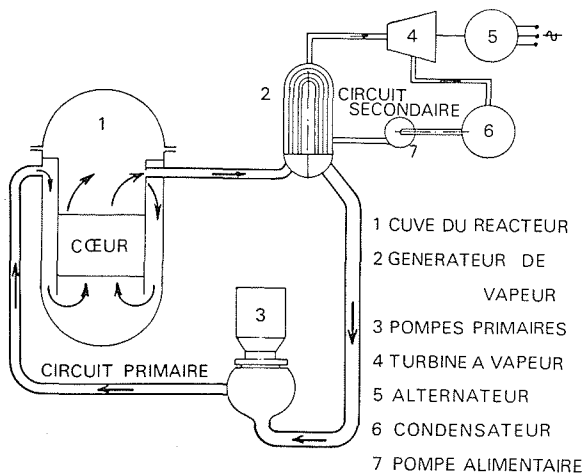 4
5
2
CIRCUIT
SECONDAIRE
1
6
7
CŒUR
1 CUVE DU REACTEUR
2 GENERATEUR DE
VAPEUR
3
3 POMPES PRIMAIRES
CIRCUIT PRIMAIRE
4 TURBINE A VAPEUR
5 ALTERNATEUR
6 CONDENSATEUR
7 POMPE ALIMENTAIRE